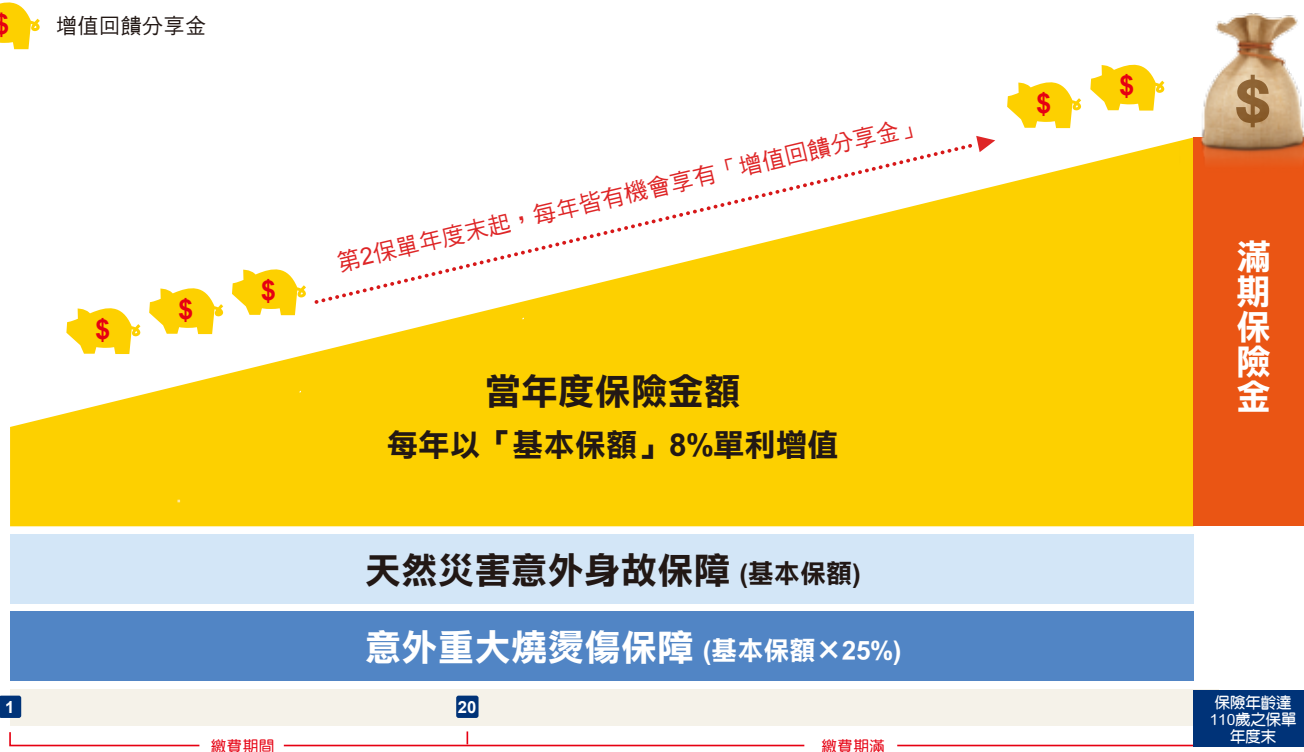 $ 增值回饋分享金
$
$
$
第2保單年度末起，每年皆有機會享有「增值回饋分享金」
$
$
$
滿期保險金
當年度保險金額
每年以「基本保額」8%單利增值
天然災害意外身故保障 (基本保額)
意外重大燒燙傷保障 (基本保額×25%)
1
20
保險年齡達
110歲之保單
年度末
繳費期間
繳費期滿